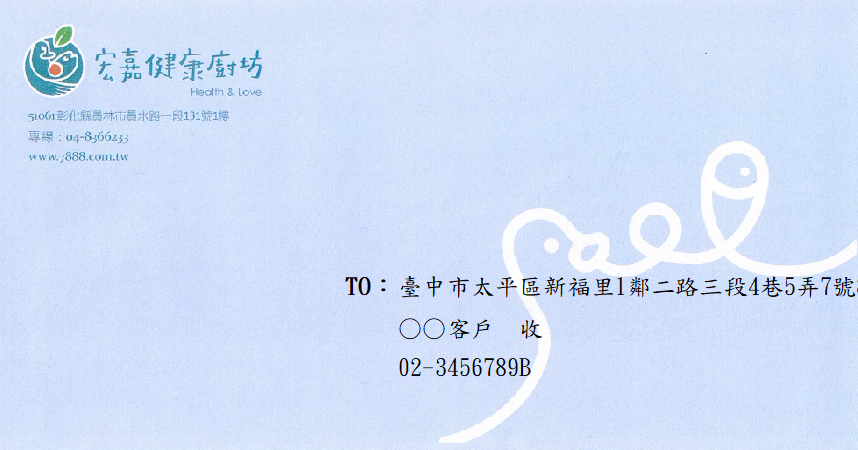 宏嘉健康廚坊
Health & Love
51061彰化縣員林市員水路一段131號1樓
專線：04-8366233
www.j888.com.tw
TO：臺中市太平區新福里1鄰二路三段4巷5弄7號
○○客戶　收
02-3456789B